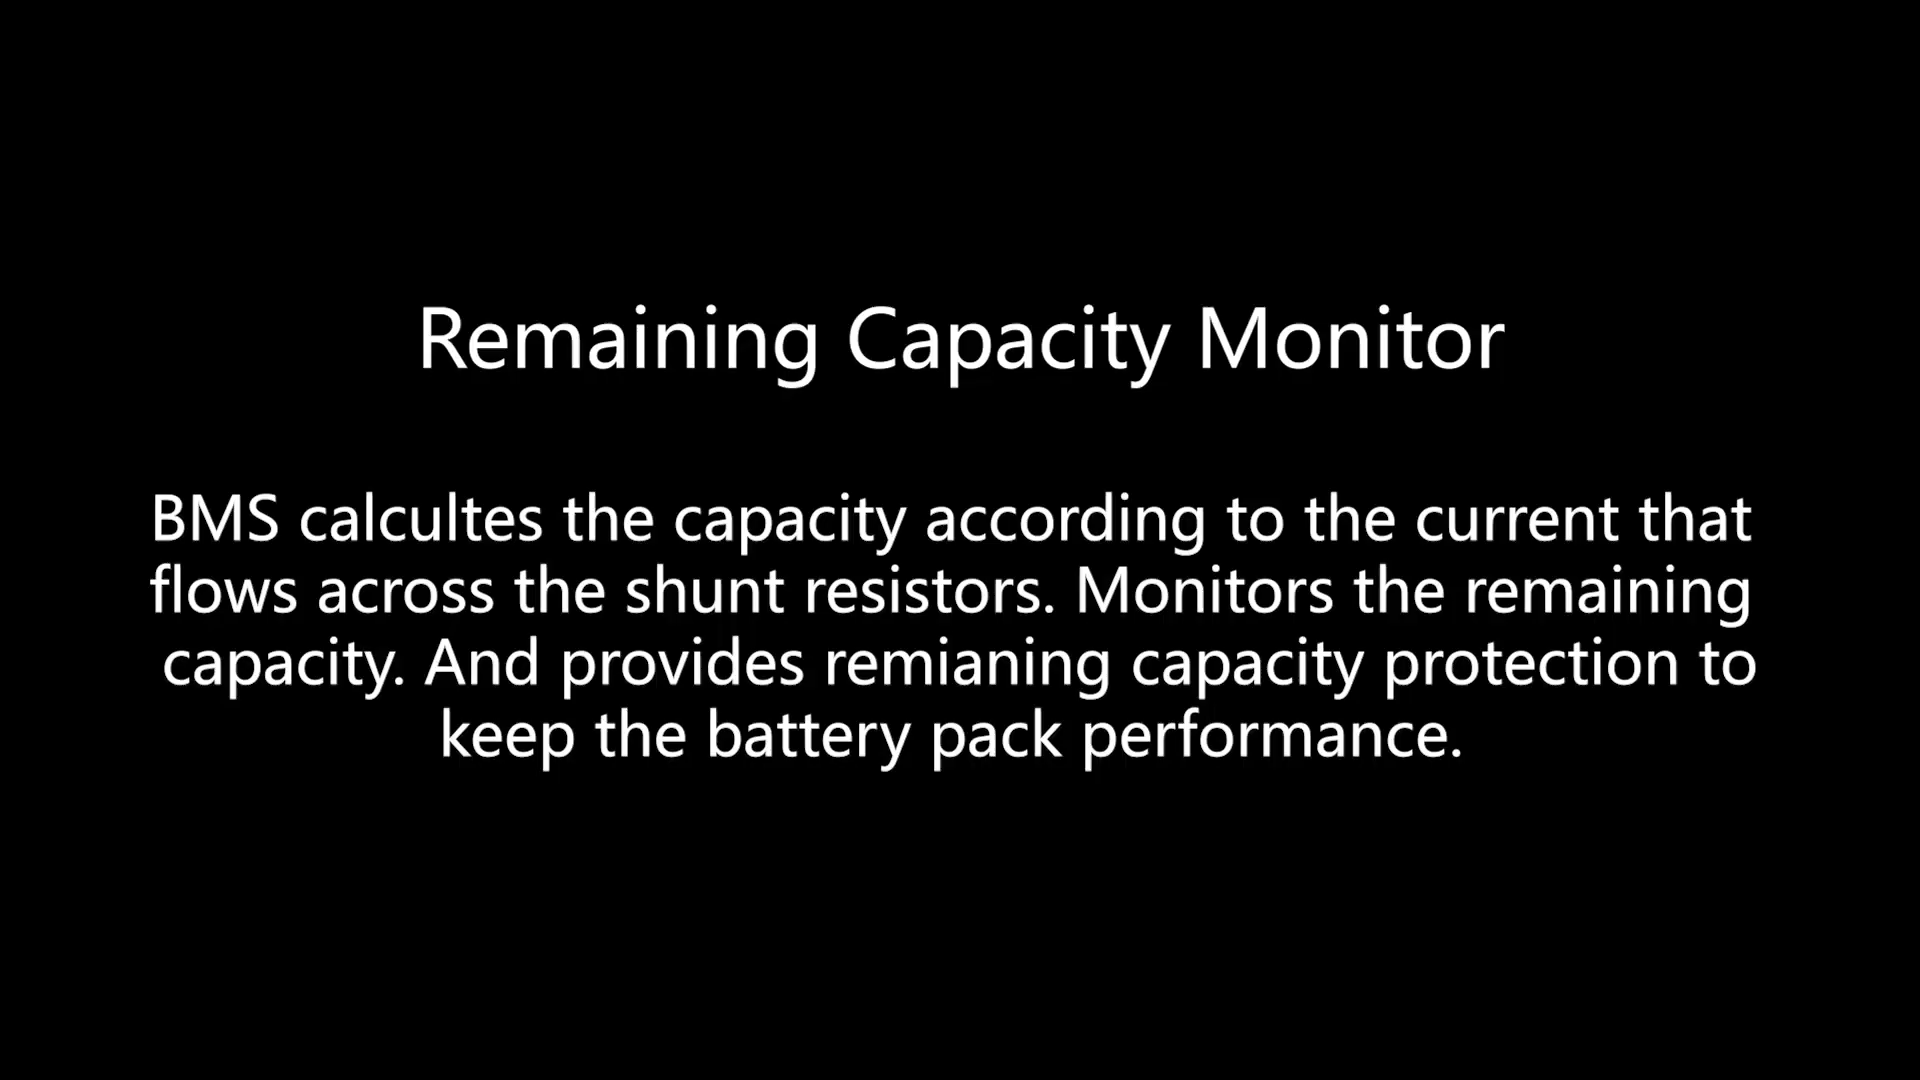 Remaining Capacity Monitor
BMS calcultes the capacity according to the current that
flows across the shunt resistors. Monitors the remaining
capacity. And provides remianing capacity protection to
keep the battery pack performance.